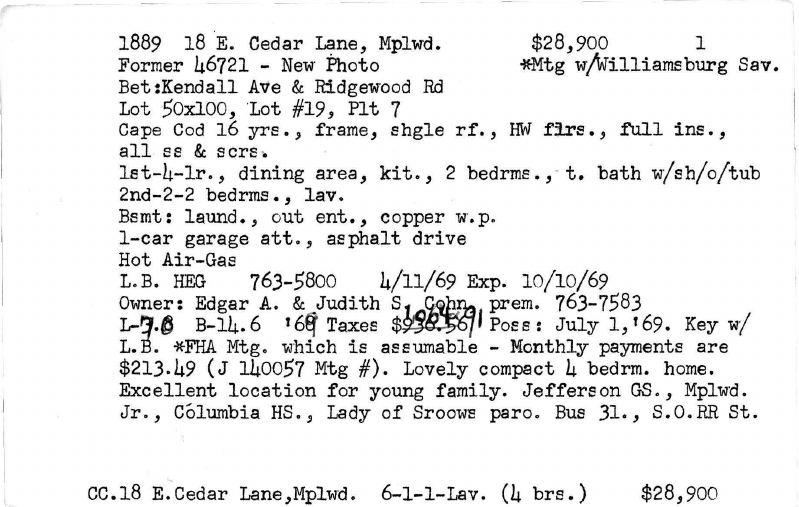 1889 18 E. Cedar Lane, Mplwd. $28,900 1
Former 46721 - New Photo *Mtg w/Williamsburg Sav.
Bet:Kendall Ave & Ridgewood Rd
Lot 50x100, Lot #19, Plt 7
Cape Cod 16 yrs., frame, shgle rf., HW flrs., full ins.,
all ss & scrs.
1st-4-lr., dining area, kit., 2 bedrms., t. bath w/sh/o/tub
2nd-2-2 bedrms., lav.
Bsmt: laund., out ent., copper w.p.
1-car garage att., asphalt drive
Hot Air-Gas
L.B. HEG 763-5800 4/11/69 Exp. 10/10/69
Owner: Edgar A. & Judith S. Cohn, prem. 763-7583
B-14.6 '69 Taxes Poss: July 1,'69. Key w/
L.B. *FHA Mtg. which is assumable - Monthly payments are
$213.49 (J 140057 Mtg #). Lovely compact 4 bedrm. home.
Excellent location for young family. Jefferson GS., Mplwd.
Jr., Columbia HS., Lady of Sroows paro. Bus 31., S.O.RR St.
CC.18 E.Cedar Lane,Mplwd. 6-1-1-Lav. (4 brs.) $28,900